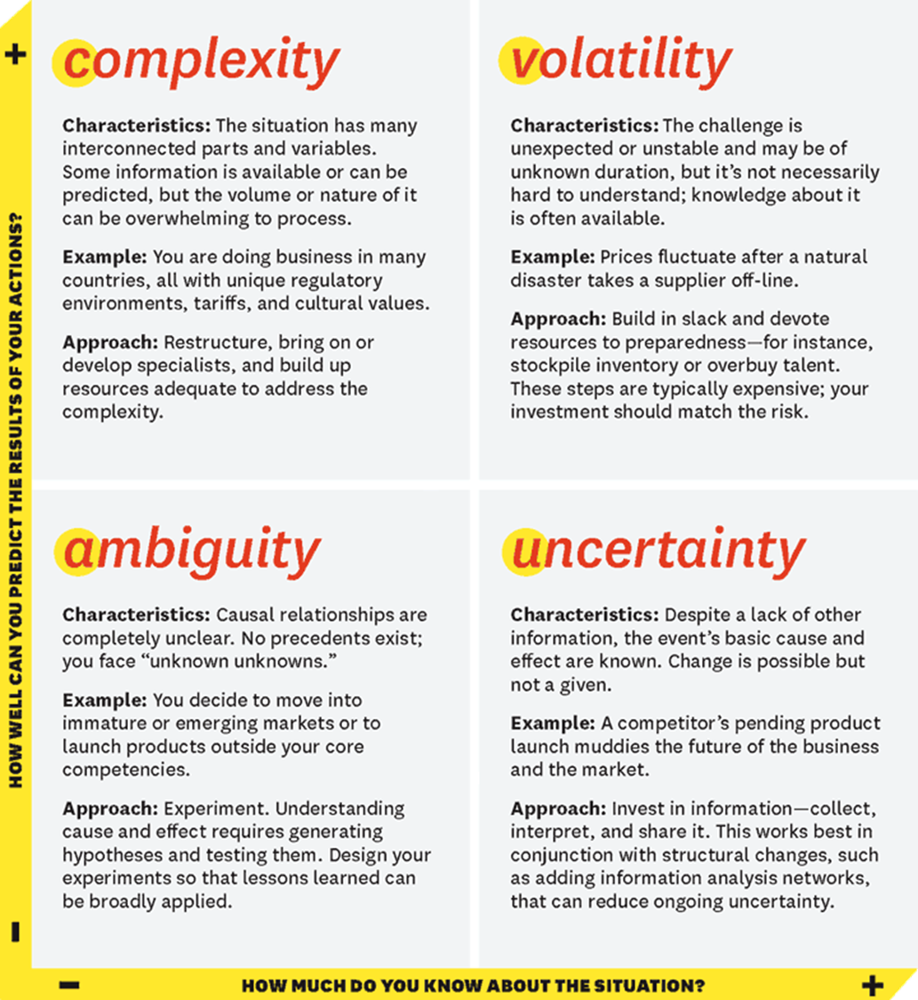 +
HOW WELL CAN YOU PREDICT THE RESULTS OF YOUR ACTIONS?
-
complexity
Characteristics: The situation has many
interconnected parts and variables.
Some information is available or can be
predicted, but the volume or nature of it
can be overwhelming to process.
Example: You are doing business in many
countries, all with unique regulatory
environments, tariffs, and cultural values.
Approach: Restructure, bring on or
develop specialists, and build up
resources adequate to address the
complexity.
volatility
Characteristics: The challenge is
unexpected or unstable and may be of
unknown duration, but it’s not necessarily
hard to understand; knowledge about it
is often available.
Example: Prices fluctuate after a natural
disaster takes a supplier off-line.
Approach: Build in slack and devote
resources to preparedness—for instance,
stockpile inventory or overbuy talent.
These steps are typically expensive; your
investment should match the risk.
ambiguity
Characteristics: Causal relationships are
completely unclear. No precedents exist;
you face “unknown unknowns.”
Example: You decide to move into
immature or emerging markets or to
launch products outside your core
competencies.
Approach: Experiment. Understanding
cause and effect requires generating
hypotheses and testing them. Design your
experiments so that lessons learned can
be broadly applied.
uncertainty
Characteristics: Despite a lack of other
information, the event’s basic cause and
effect are known. Change is possible but
not a given.
Example: A competitor’s pending product
launch muddies the future of the business
and the market.
Approach: Invest in information—collect,
interpret, and share it. This works best in
conjunction with structural changes, such
as adding information analysis networks,
that can reduce ongoing uncertainty.
- HOW MUCH DO YOU KNOW ABOUT THE SITUATION? +